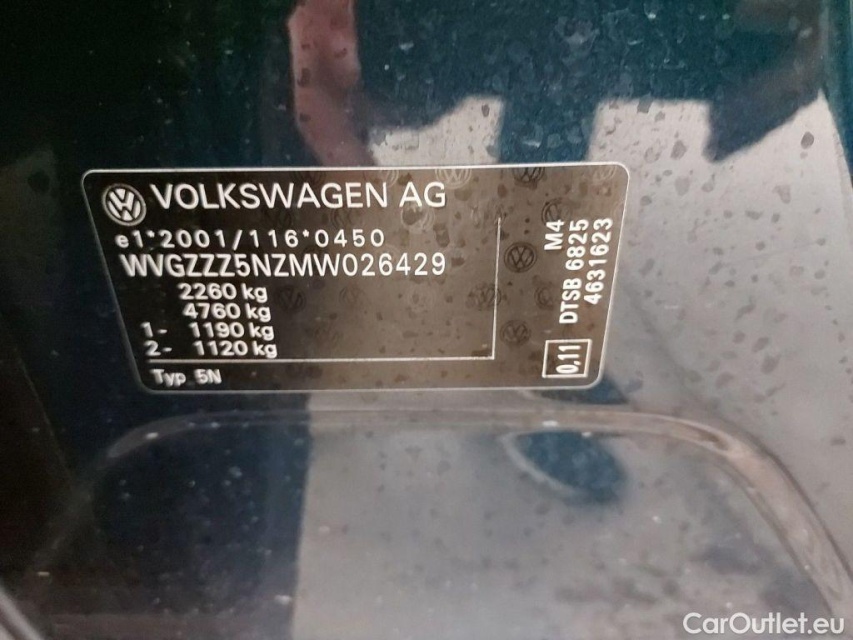 VOLKSWAGEN AG
e1*2001/116*0450
WVGZZZ5NZMW026429
2260 kg
4760 kg
1- 1190 kg
2- 1120 kg
Typ 5N
M4
DTSB 6825
4631623
0,11
CarOutlet.eu